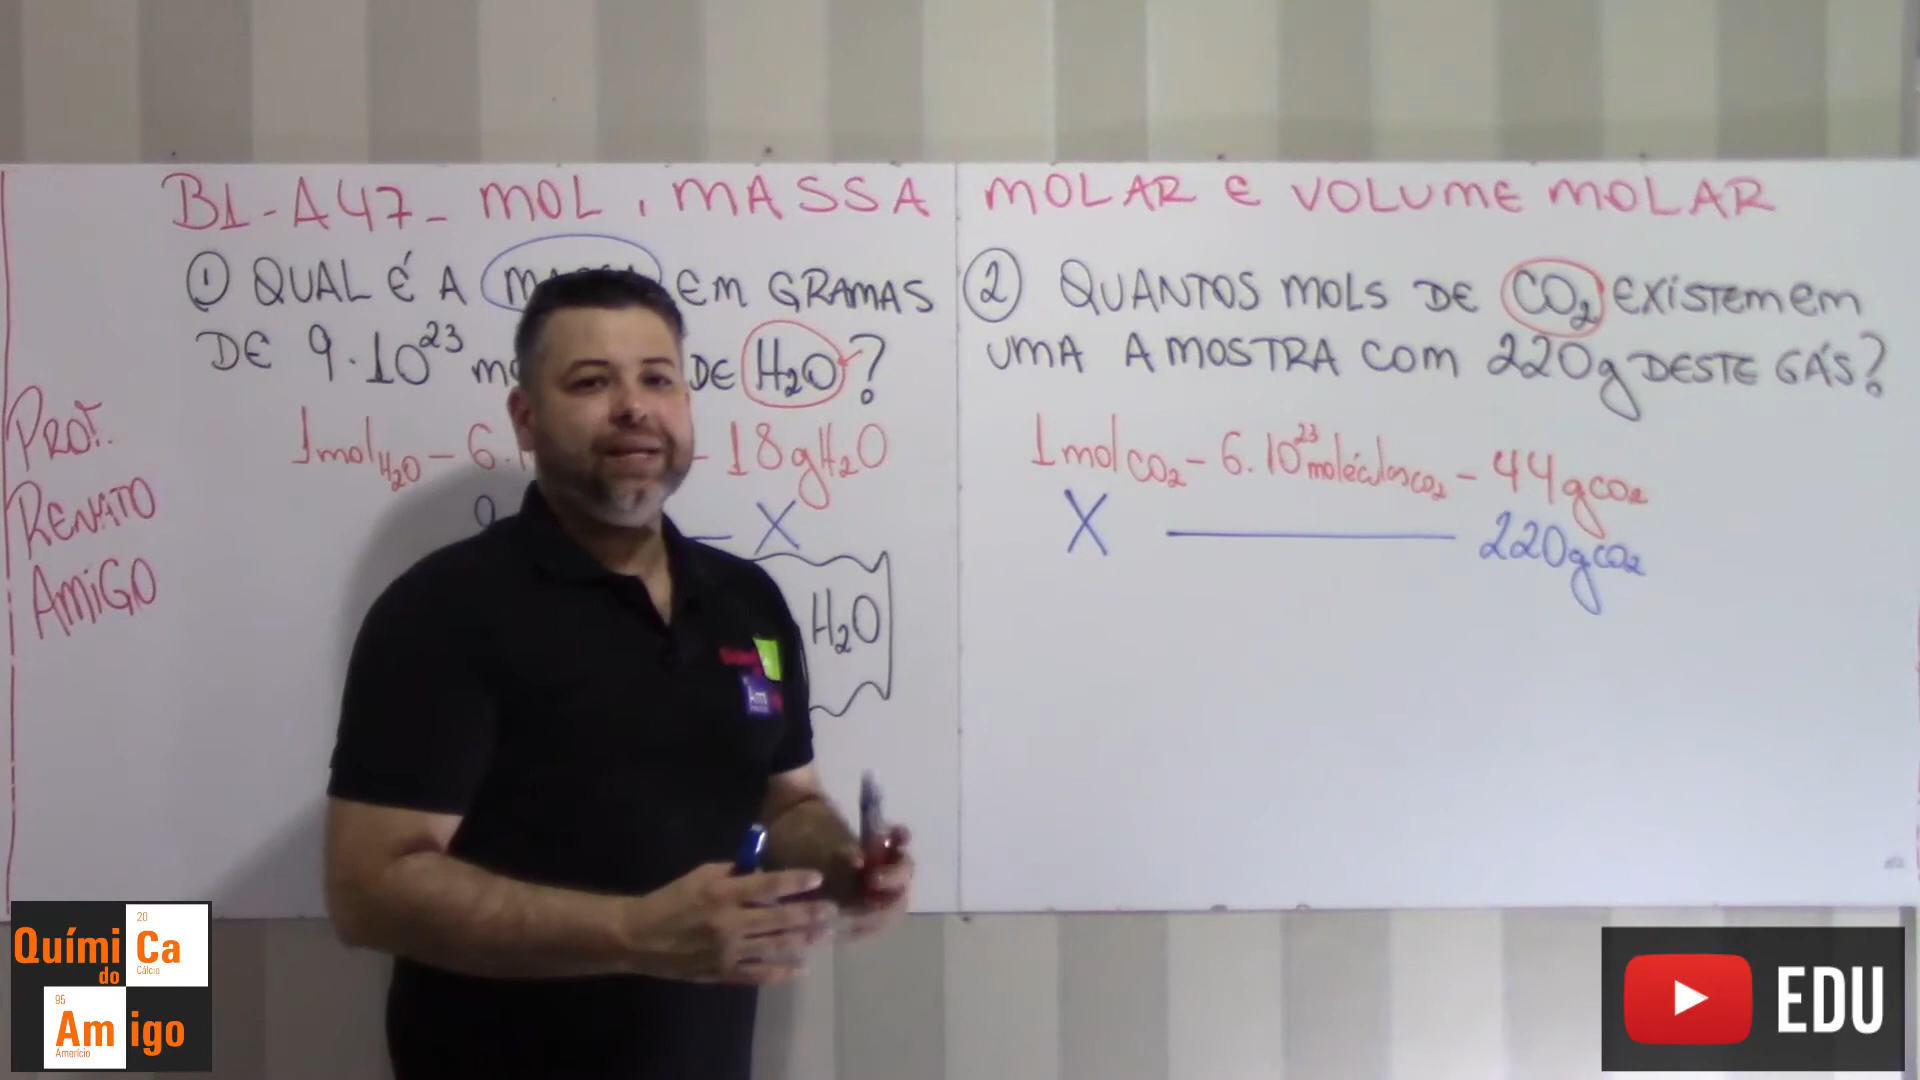 B1-A47- MOL, MASSA MOLAR E VOLUME MOLAR
① QUAL É A EM GRAMAS
DE 9·10²³ DE H₂O?
1mol H₂O - 6. - 18g H₂O
X
H₂O
② QUANTOS MOLS DE CO₂ EXISTEM EM
UMA AMOSTRA COM 220g DESTE GÁS?
1mol CO₂ - 6.10²³ moléculas CO₂ - 44g CO₂
X 220g CO₂
PROF.
RENATO
AMIGO
20
Quími Ca
do Cálcio
95
Am igo
Amerício
Am
EDU